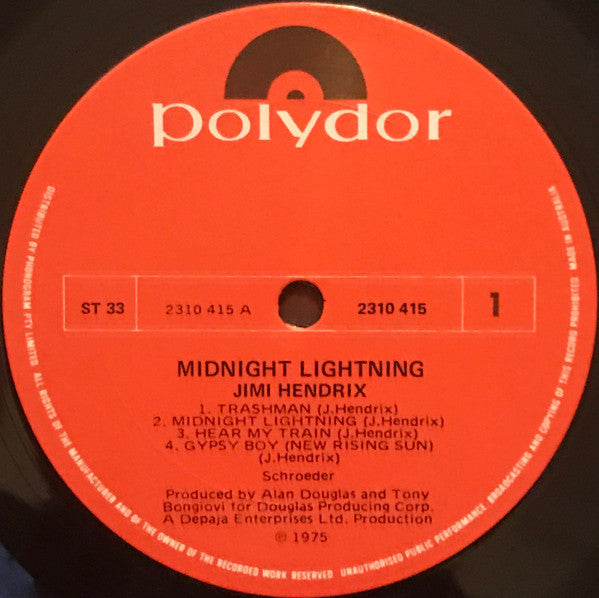 polydor
ST 33
2310 415 A
2310 415
1
MIDNIGHT LIGHTNING
JIMI HENDRIX
1. TRASHMAN (J.Hendrix)
2. MIDNIGHT LIGHTNING (J.Hendrix)
3. HEAR MY TRAIN (J.Hendrix)
4. GYPSY BOY (NEW RISING SUN)
(J.Hendrix)
Schroeder
Produced by Alan Douglas and Tony
Bongiovi for Douglas Producing Corp.
A Depaja Enterprises Ltd. Production
℗ 1975
DISTRIBUTED BY PHONOGRAM PTY LIMITED. ALL RIGHTS OF THE MANUFACTURER AND OF THE OWNER OF THE RECORDED WORK RESERVED. UNAUTHORISED PUBLIC PERFORMANCE BROADCASTING AND COPYING OF THIS RECORD PROHIBITED. MADE IN AUSTRALIA